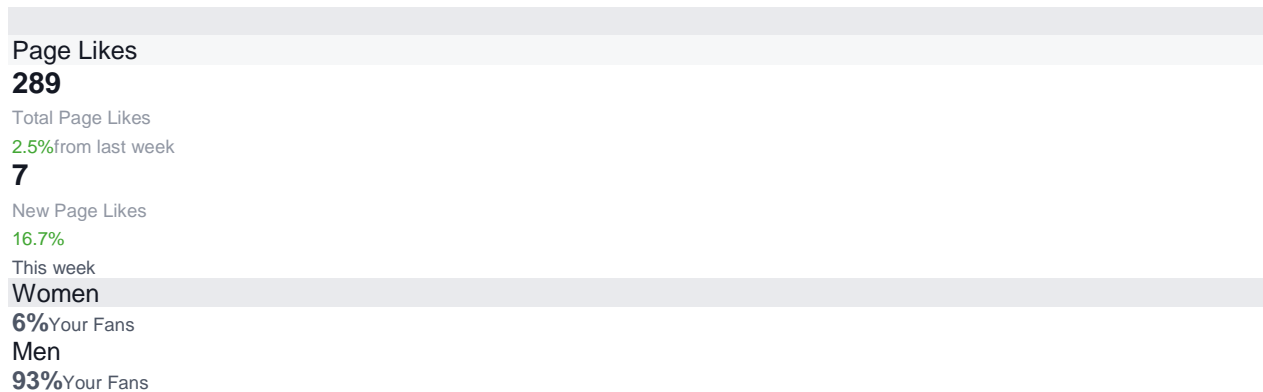 Page Likes
289
Total Page Likes
2.5%from last week
7
New Page Likes
16.7%
This week
Women
6%Your Fans
Men
93%Your Fans